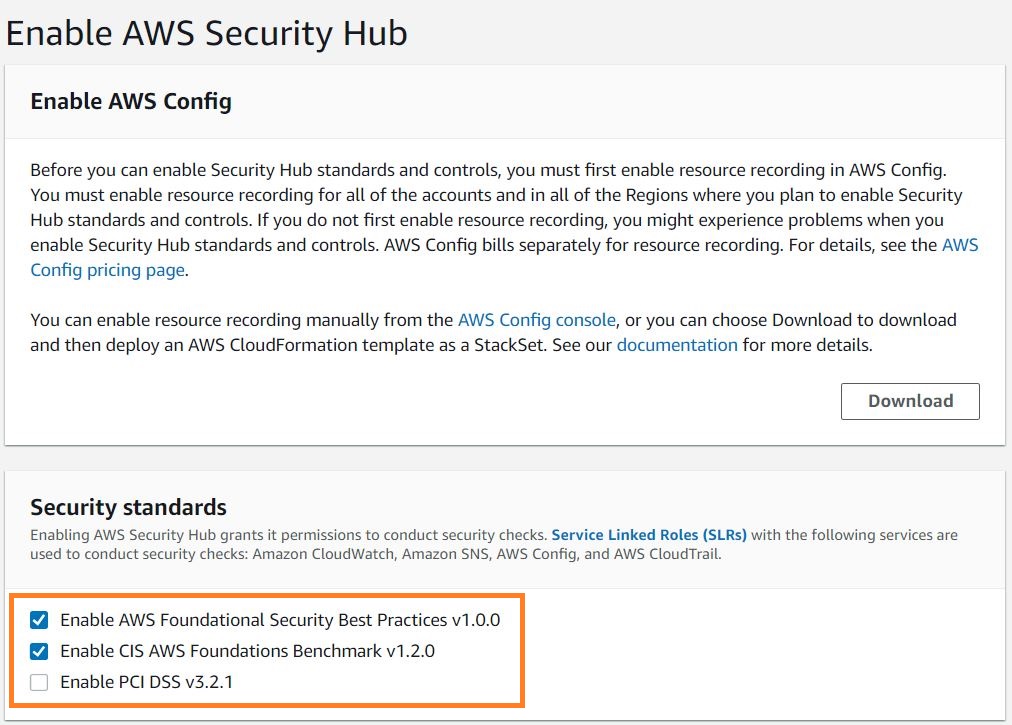 Enable AWS Security Hub
Enable AWS Config
Before you can enable Security Hub standards and controls, you must first enable resource recording in AWS Config.
You must enable resource recording for all of the accounts and in all of the Regions where you plan to enable Security
Hub standards and controls. If you do not first enable resource recording, you might experience problems when you
enable Security Hub standards and controls. AWS Config bills separately for resource recording. For details, see the AWS
Config pricing page.
You can enable resource recording manually from the AWS Config console, or you can choose Download to download
and then deploy an AWS CloudFormation template as a StackSet. See our documentation for more details.
Download
Security standards
Enabling AWS Security Hub grants it permissions to conduct security checks. Service Linked Roles (SLRs) with the following services are
used to conduct security checks: Amazon CloudWatch, Amazon SNS, AWS Config, and AWS CloudTrail.
Enable AWS Foundational Security Best Practices v1.0.0
Enable CIS AWS Foundations Benchmark v1.2.0
Enable PCI DSS v3.2.1